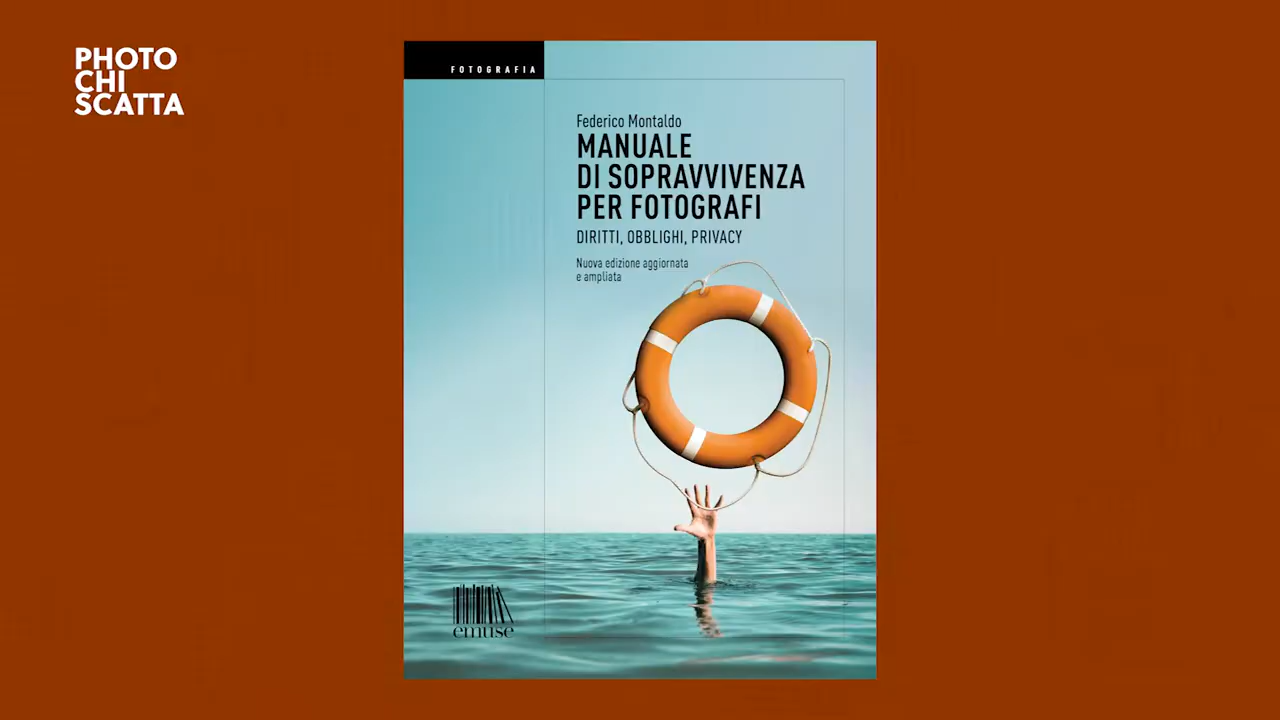 PHOTO
CHI
SCATTA
FOTOGRAFIA
Federico Montaldo
MANUALE
DI SOPRAVVIVENZA
PER FOTOGRAFI
DIRITTI, OBBLIGHI, PRIVACY
Nuova edizione aggiornata
e ampliata
emuse